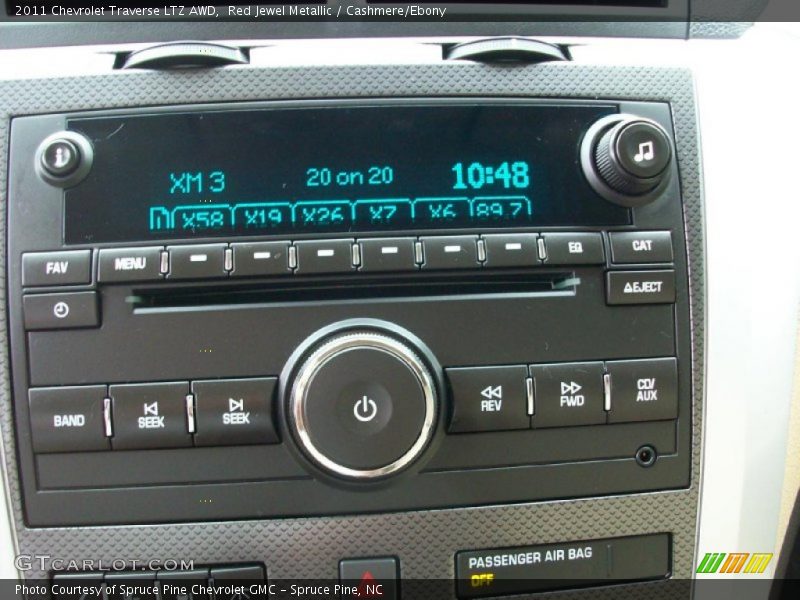 2011 Chevrolet Traverse LTZ AWD,  Red Jewel Metallic / Cashmere/Ebony
XM 3 20 on 20 10:48
X58 X19 X26 X7 X6 89.7
FAV MENU EQ CAT
EJECT
BAND SEEK SEEK REV FWD CD/
AUX
PASSENGER AIR BAG
OFF
GTCARLOT.COM
Photo Courtesy of Spruce Pine Chevrolet GMC - Spruce Pine, NC